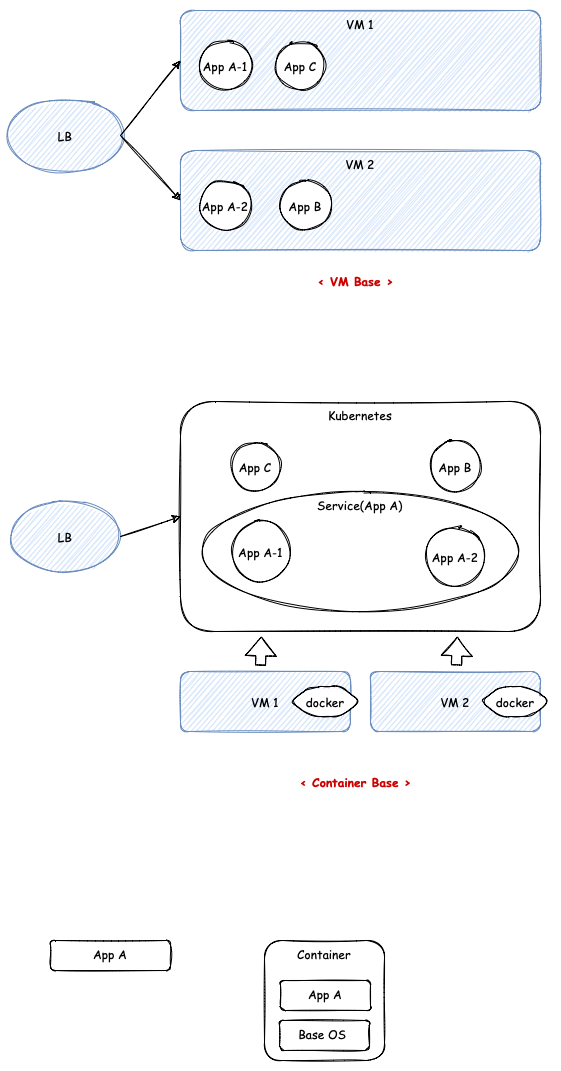 VM 1
App A-1
App C
LB
VM 2
App A-2
App B
< VM Base >
Kubernetes
App C
App B
Service(App A)
LB
App A-1
App A-2
VM 1
docker
VM 2
docker
< Container Base >
App A
Container
App A
Base OS